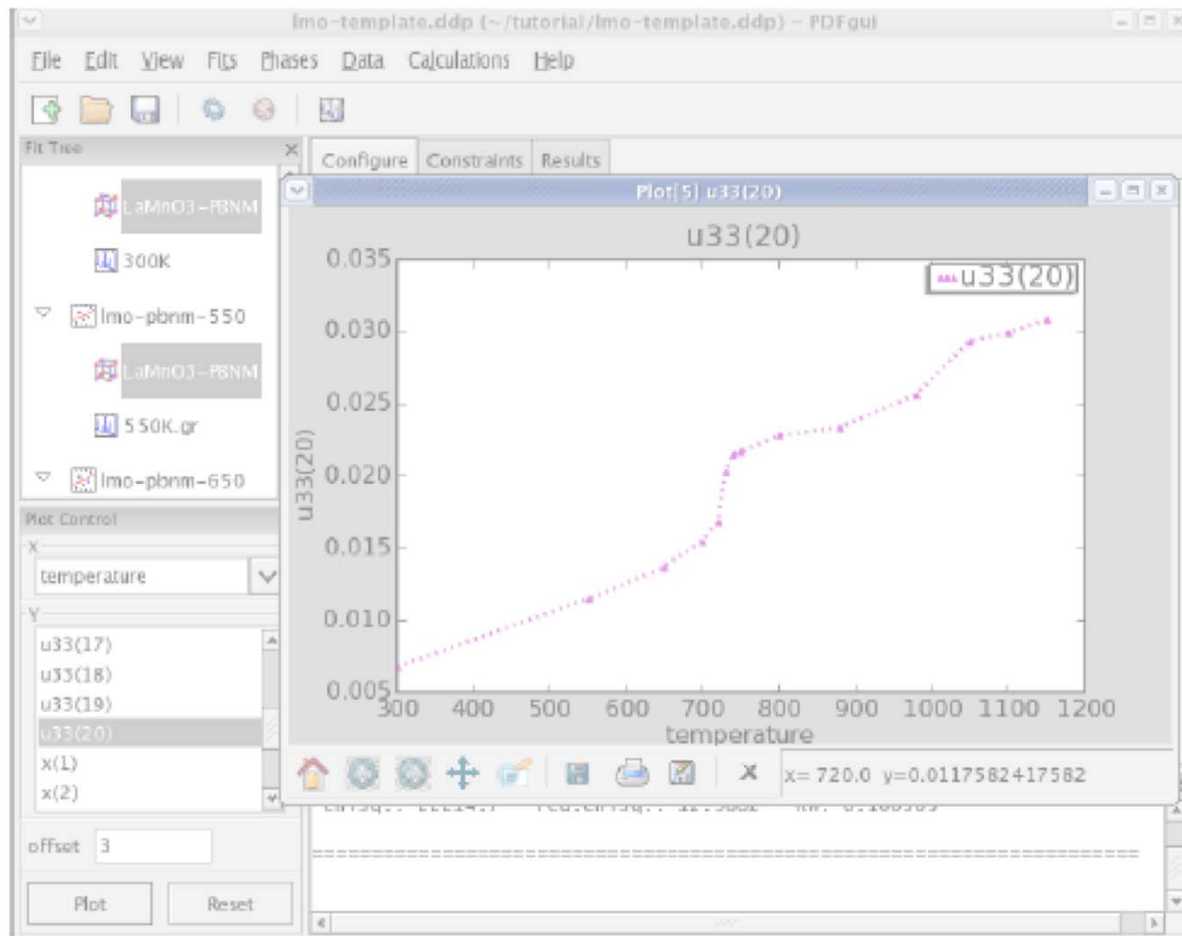 lmo-template.ddp (~/tutorial/lmo-template.ddp) - PDFgui
File Edit View Fits Phases Data Calculations Help
Fit Tree
Configure Constraints Results
LaMnO3-PBNM
300K
lmo-pbnm-550
LaMnO3-PBNM
550K.gr
lmo-pbnm-650
Plot Control
X
temperature
Y
u33(17)
u33(18)
u33(19)
u33(20)
x(1)
x(2)
offset 3
Plot Reset
Plot[5] u33(20)
u33(20)
u33(20)
0.035
0.030
0.025
0.020
0.015
0.010
0.005
u33(20)
300 400 500 600 700 800 900 1000 1100 1200
temperature
x= 720.0 y=0.0117582417582
==========================================================================